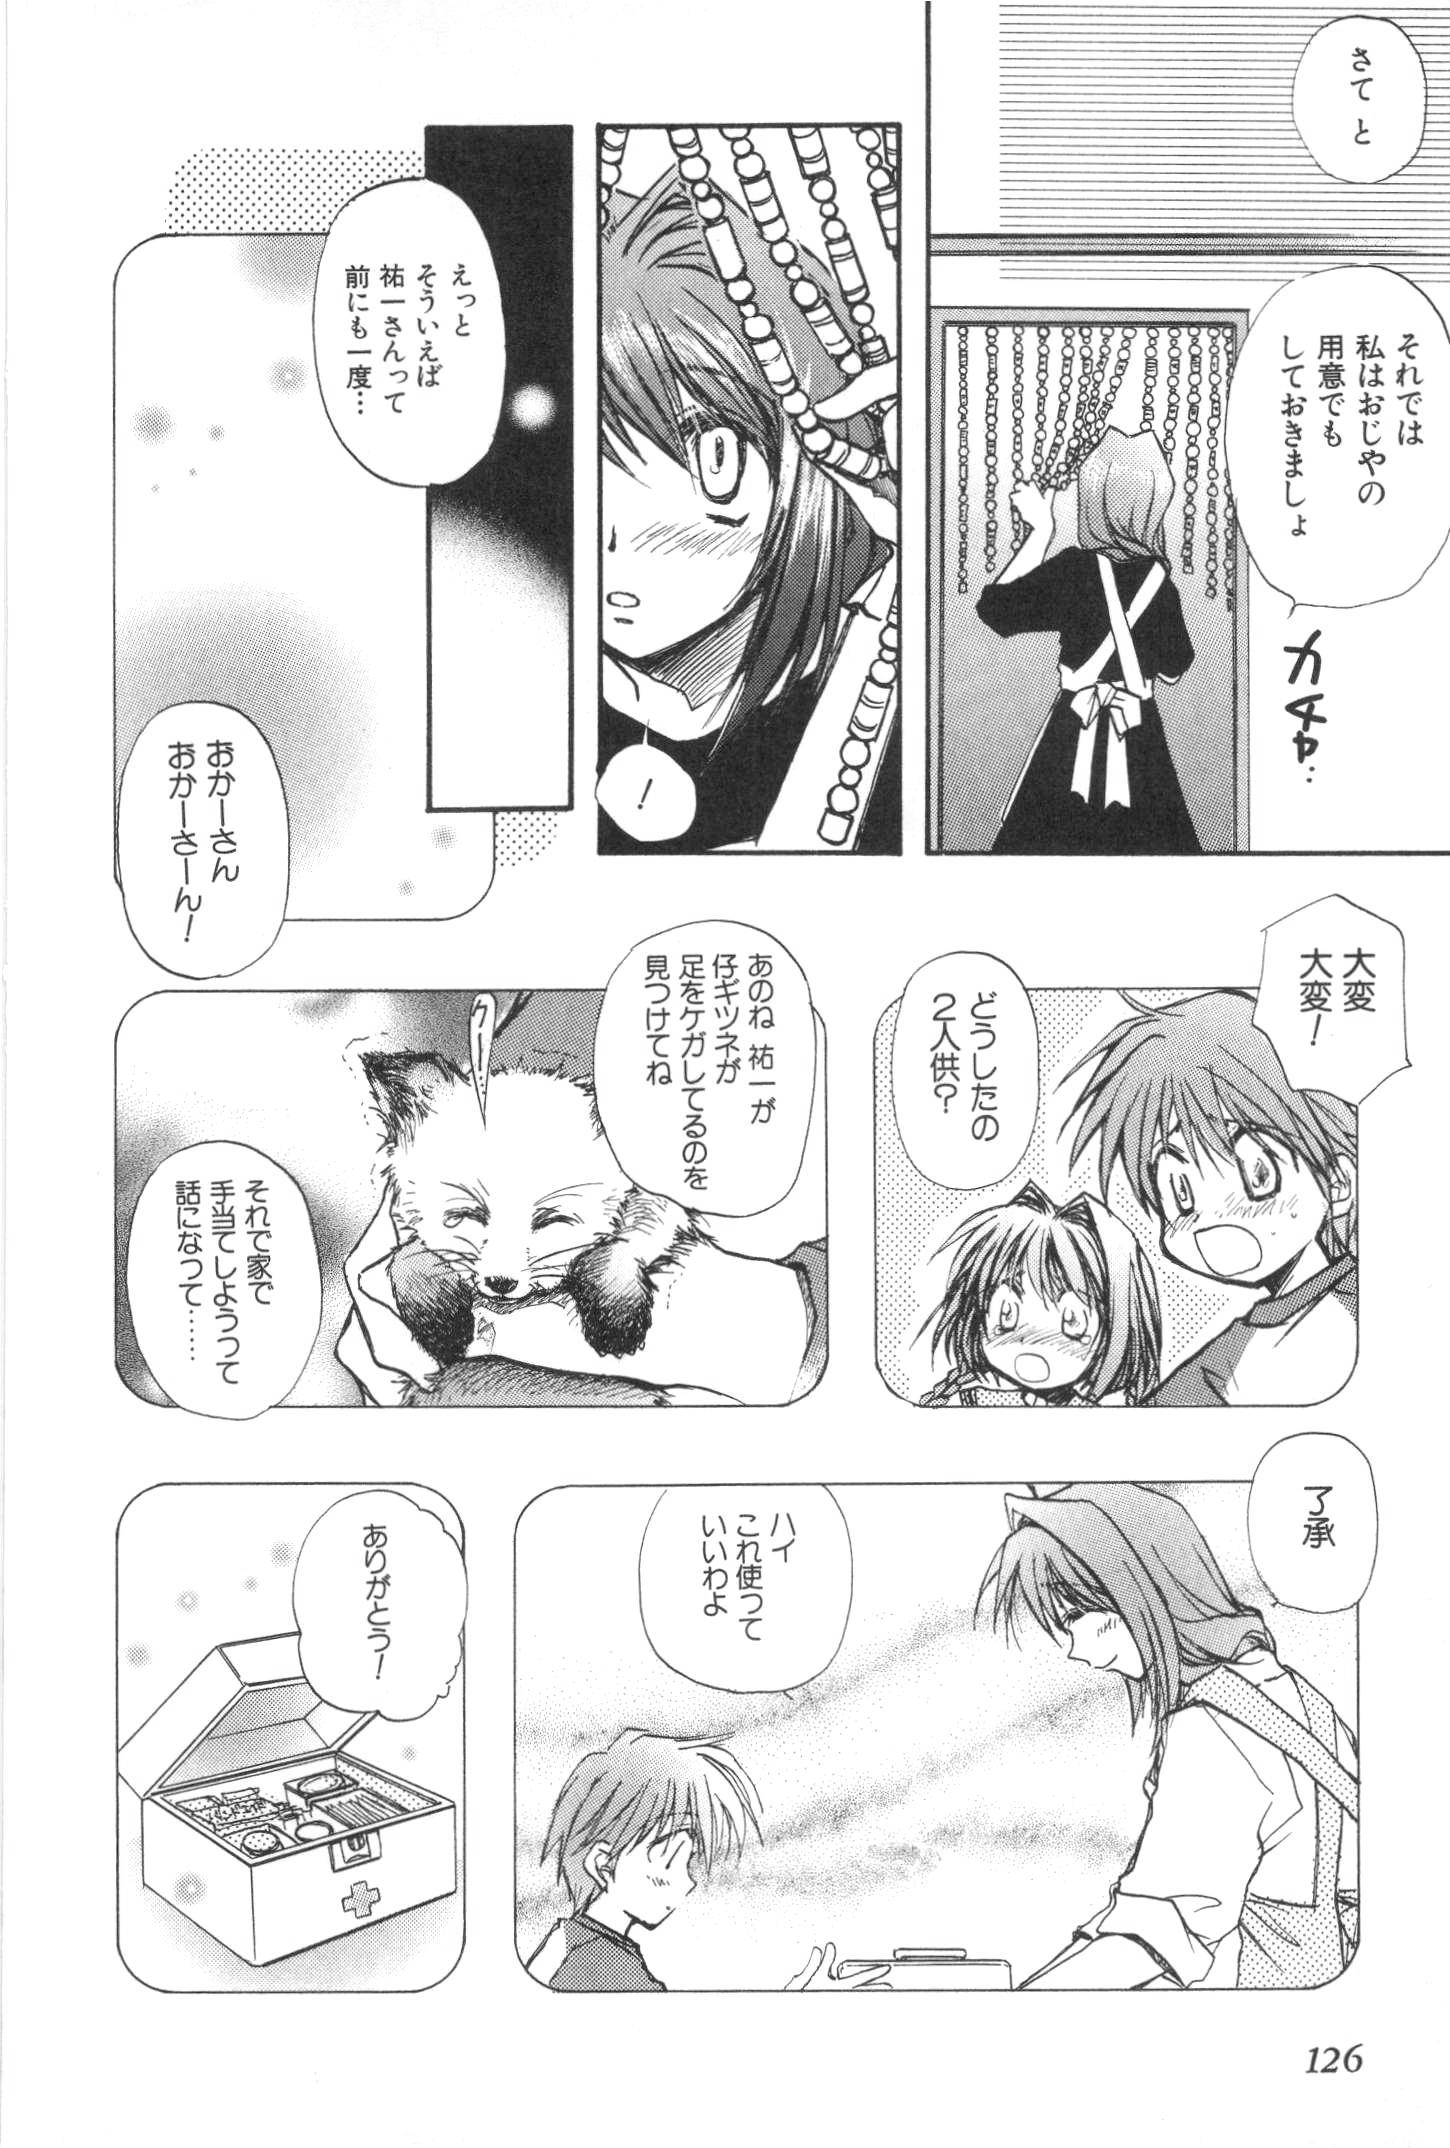 さてと
それでは
私はおじやの
用意でも
しておきましょ
カチャ‥
！
えっと
そういえば
祐一さんって
前にも一度…
おかーさん
おかーさーん！
大変
大変！
どうしたの
2人供？
あのね 祐一が
仔ギツネが
足をケガしてるのを
見つけてね
クー…
それで家で
手当てしようって
話になって……
了承
ハイ
これ使って
いいわよ
ありがとう！
126